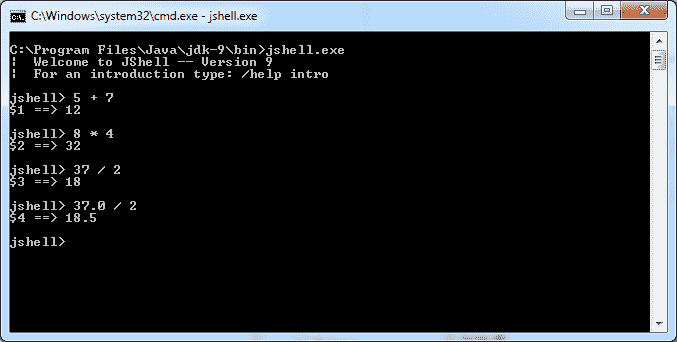 C:\Windows\system32\cmd.exe - jshell.exe
C:\Program Files\Java\jdk-9\bin>jshell.exe
|  Welcome to JShell -- Version 9
|  For an introduction type: /help intro
jshell> 5 + 7
$1 ==> 12
jshell> 8 * 4
$2 ==> 32
jshell> 37 / 2
$3 ==> 18
jshell> 37.0 / 2
$4 ==> 18.5
jshell>